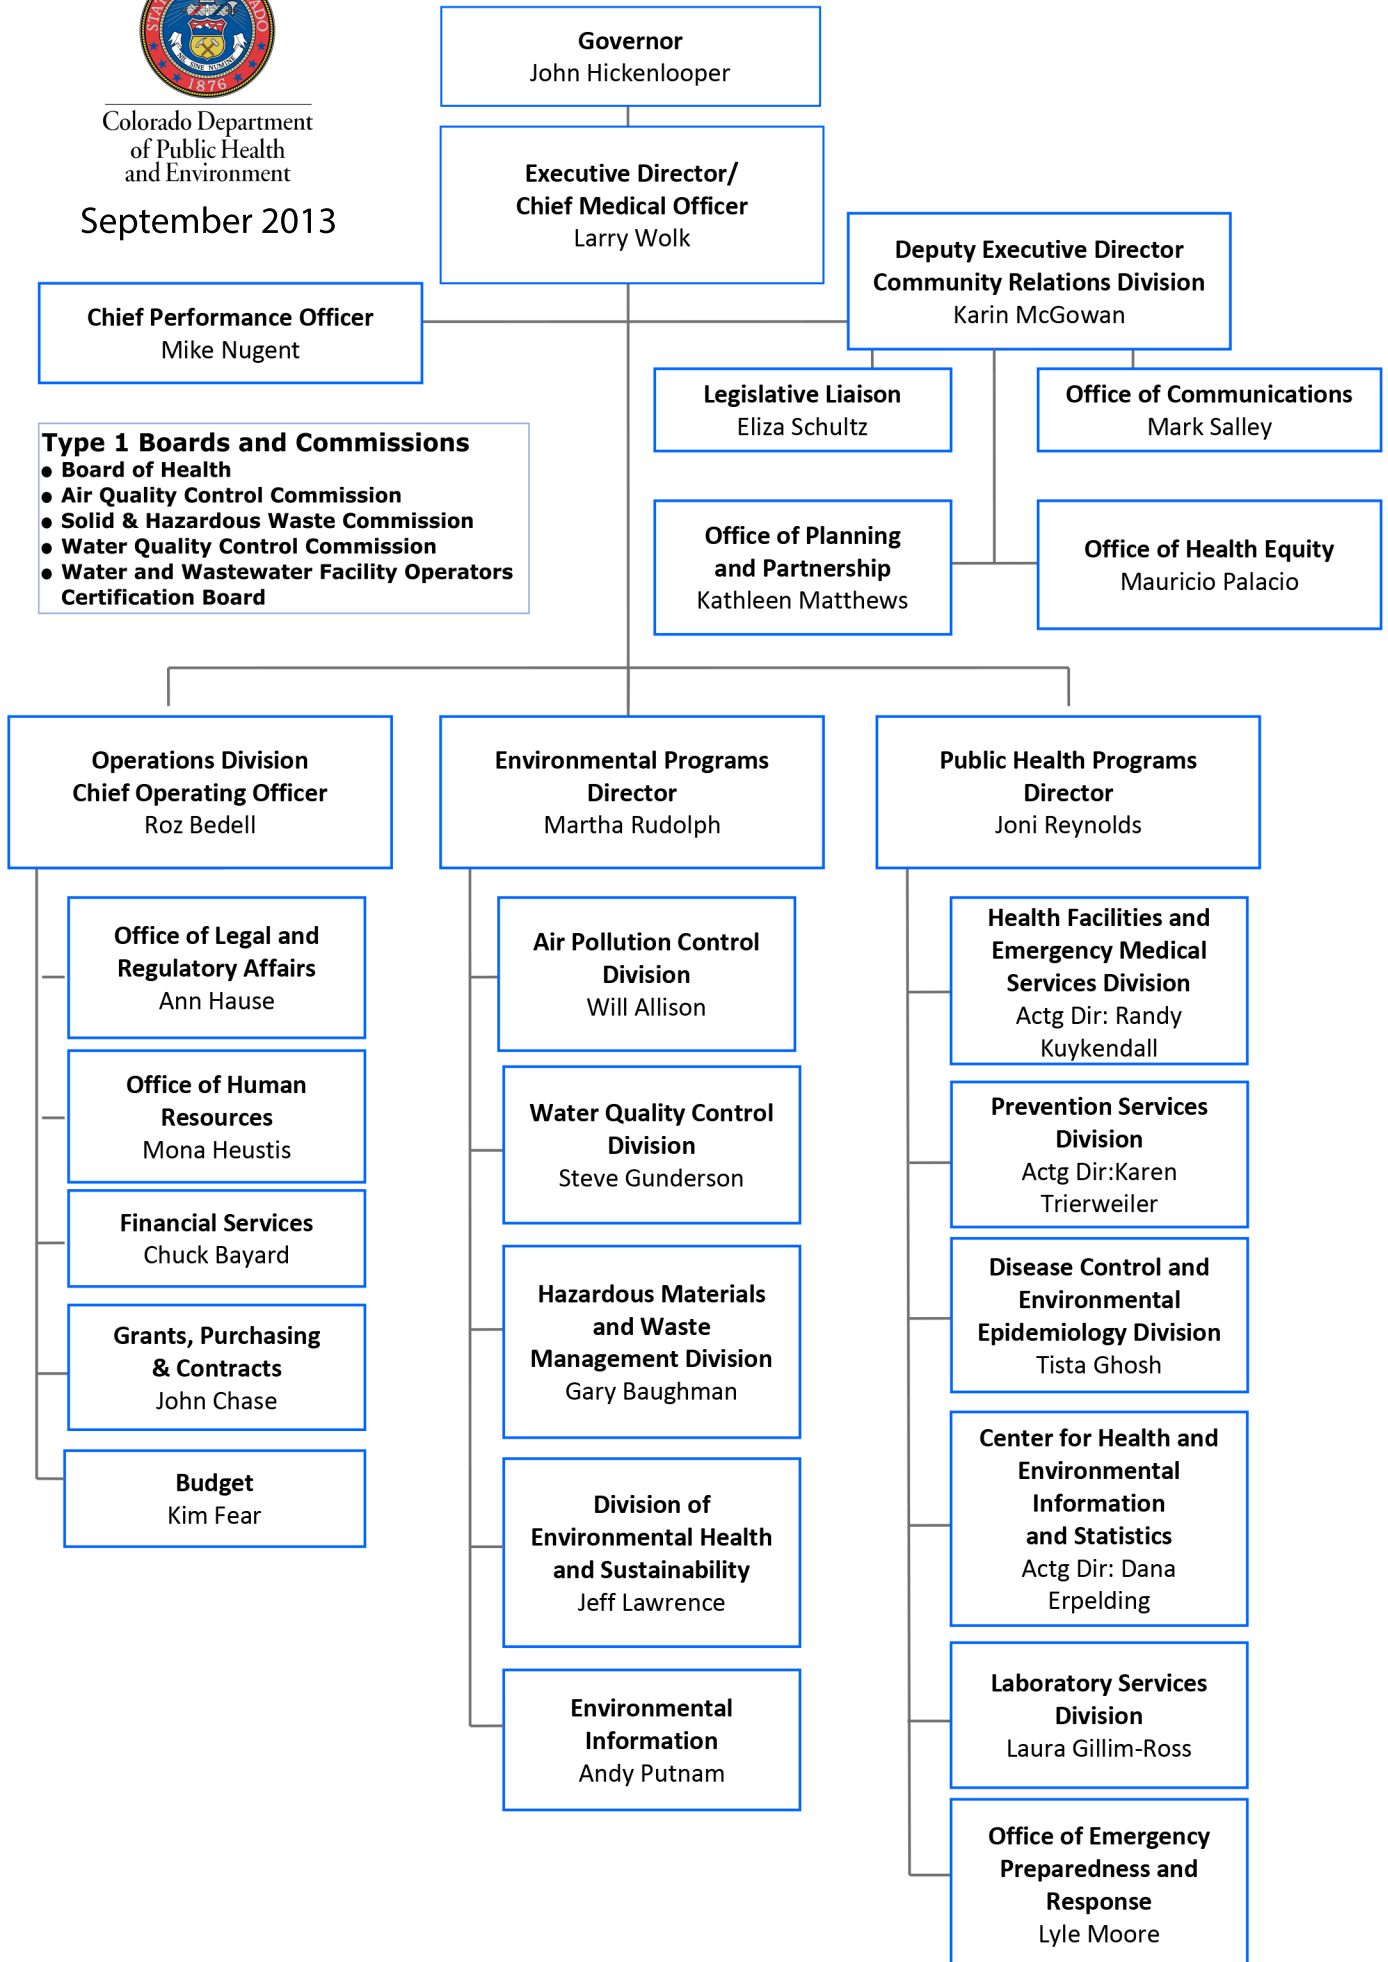 NIL SINE NUMINE
1876
Colorado Department
of Public Health
and Environment
September 2013
Governor
John Hickenlooper
Executive Director/
Chief Medical Officer
Larry Wolk
Deputy Executive Director
Community Relations Division
Karin McGowan
Chief Performance Officer
Mike Nugent
Legislative Liaison
Eliza Schultz
Office of Communications
Mark Salley
Type 1 Boards and Commissions
● Board of Health
● Air Quality Control Commission
● Solid & Hazardous Waste Commission
● Water Quality Control Commission
● Water and Wastewater Facility Operators
Certification Board
Office of Planning
and Partnership
Kathleen Matthews
Office of Health Equity
Mauricio Palacio
Operations Division
Chief Operating Officer
Roz Bedell
Environmental Programs
Director
Martha Rudolph
Public Health Programs
Director
Joni Reynolds
Office of Legal and
Regulatory Affairs
Ann Hause
Office of Human
Resources
Mona Heustis
Financial Services
Chuck Bayard
Grants, Purchasing
& Contracts
John Chase
Budget
Kim Fear
Air Pollution Control
Division
Will Allison
Water Quality Control
Division
Steve Gunderson
Hazardous Materials
and Waste
Management Division
Gary Baughman
Division of
Environmental Health
and Sustainability
Jeff Lawrence
Environmental
Information
Andy Putnam
Health Facilities and
Emergency Medical
Services Division
Actg Dir: Randy
Kuykendall
Prevention Services
Division
Actg Dir:Karen
Trierweiler
Disease Control and
Environmental
Epidemiology Division
Tista Ghosh
Center for Health and
Environmental
Information
and Statistics
Actg Dir: Dana
Erpelding
Laboratory Services
Division
Laura Gillim-Ross
Office of Emergency
Preparedness and
Response
Lyle Moore